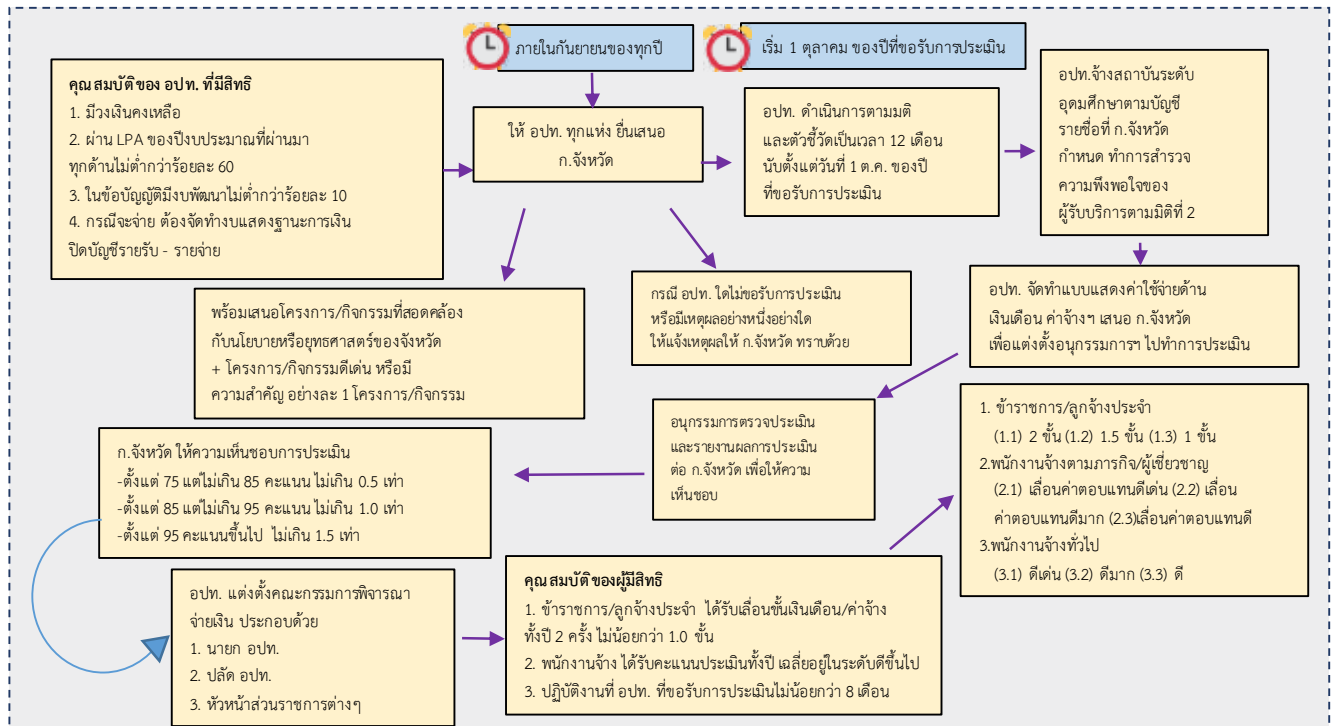 ภายในกันยายนของทุกปี
เริ่ม 1 ตุลาคม ของปีที่ขอรับการประเมิน
คุณสมบัติของ อปท. ที่มีสิทธิ
1. มีวงเงินคงเหลือ
2. ผ่าน LPA ของปีงบประมาณที่ผ่านมา
ทุกด้านไม่ต่ำกว่าร้อยละ 60
3. ในข้อบัญญัติมีงบพัฒนาไม่ต่ำกว่าร้อยละ 10
4. กรณีจะจ่าย ต้องจัดทำงบแสดงฐานะการเงิน
ปิดบัญชีรายรับ - รายจ่าย
ให้ อปท. ทุกแห่ง ยื่นเสนอ
ก.จังหวัด
อปท. ดำเนินการตามมติ
และตัวชี้วัดเป็นเวลา 12 เดือน
นับตั้งแต่วันที่ 1 ต.ค. ของปี
ที่ขอรับการประเมิน
อปท.จ้างสถาบันระดับ
อุดมศึกษาตามบัญชี
รายชื่อที่ ก.จังหวัด
กำหนด ทำการสำรวจ
ความพึงพอใจของ
ผู้รับบริการตามมิติที่ 2
พร้อมเสนอโครงการ/กิจกรรมที่สอดคล้อง
กับนโยบายหรือยุทธศาสตร์ของจังหวัด
+ โครงการ/กิจกรรมดีเด่น หรือมี
ความสำคัญ อย่างละ 1 โครงการ/กิจกรรม
กรณี อปท. ใดไม่ขอรับการประเมิน
หรือมีเหตุผลอย่างหนึ่งอย่างใด
ให้แจ้งเหตุผลให้ ก.จังหวัด ทราบด้วย
อปท. จัดทำแบบแสดงค่าใช้จ่ายด้าน
เงินเดือน ค่าจ้างฯ เสนอ ก.จังหวัด
เพื่อแต่งตั้งอนุกรรมการฯ ไปทำการประเมิน
อนุกรรมการตรวจประเมิน
และรายงานผลการประเมิน
ต่อ ก.จังหวัด เพื่อให้ความ
เห็นชอบ
ก.จังหวัด ให้ความเห็นชอบการประเมิน
-ตั้งแต่ 75 แต่ไม่เกิน 85 คะแนน ไม่เกิน 0.5 เท่า
-ตั้งแต่ 85 แต่ไม่เกิน 95 คะแนน ไม่เกิน 1.0 เท่า
-ตั้งแต่ 95 คะแนนขึ้นไป ไม่เกิน 1.5 เท่า
อปท. แต่งตั้งคณะกรรมการพิจารณา
จ่ายเงิน ประกอบด้วย
1. นายก อปท.
2. ปลัด อปท.
3. หัวหน้าส่วนราชการต่างๆ
คุณสมบัติของผู้มีสิทธิ
1. ข้าราชการ/ลูกจ้างประจำ ได้รับเลื่อนขั้นเงินเดือน/ค่าจ้าง
ทั้งปี 2 ครั้ง ไม่น้อยกว่า 1.0 ขั้น
2. พนักงานจ้าง ได้รับคะแนนประเมินทั้งปี เฉลี่ยอยู่ในระดับดีขึ้นไป
3. ปฏิบัติงานที่ อปท. ที่ขอรับการประเมินไม่น้อยกว่า 8 เดือน
1. ข้าราชการ/ลูกจ้างประจำ
(1.1) 2 ขั้น (1.2) 1.5 ขั้น (1.3) 1 ขั้น
2.พนักงานจ้างตามภารกิจ/ผู้เชี่ยวชาญ
(2.1) เลื่อนค่าตอบแทนดีเด่น (2.2) เลื่อน
ค่าตอบแทนดีมาก (2.3)เลื่อนค่าตอบแทนดี
3.พนักงานจ้างทั่วไป
(3.1) ดีเด่น (3.2) ดีมาก (3.3) ดี